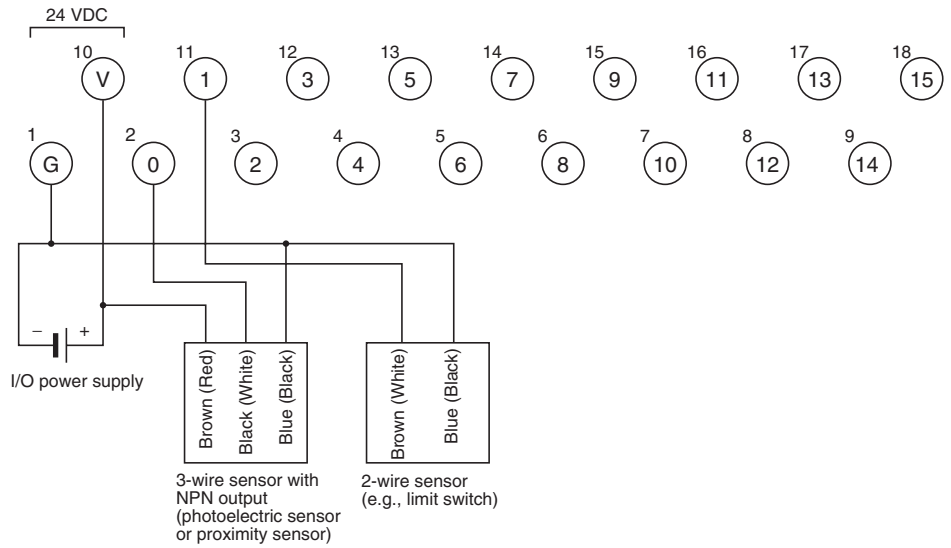 24 VDC
10 11 12 13 14 15 16 17 18
V 1 3 5 7 9 11 13 15
1 2 3 4 5 6 7 8 9
G 0 2 4 6 8 10 12 14
– +
I/O power supply
Brown (Red)
Black (White)
Blue (Black)
Brown (White)
Blue (Black)
3-wire sensor with
NPN output
(photoelectric sensor
or proximity sensor)
2-wire sensor
(e.g., limit switch)